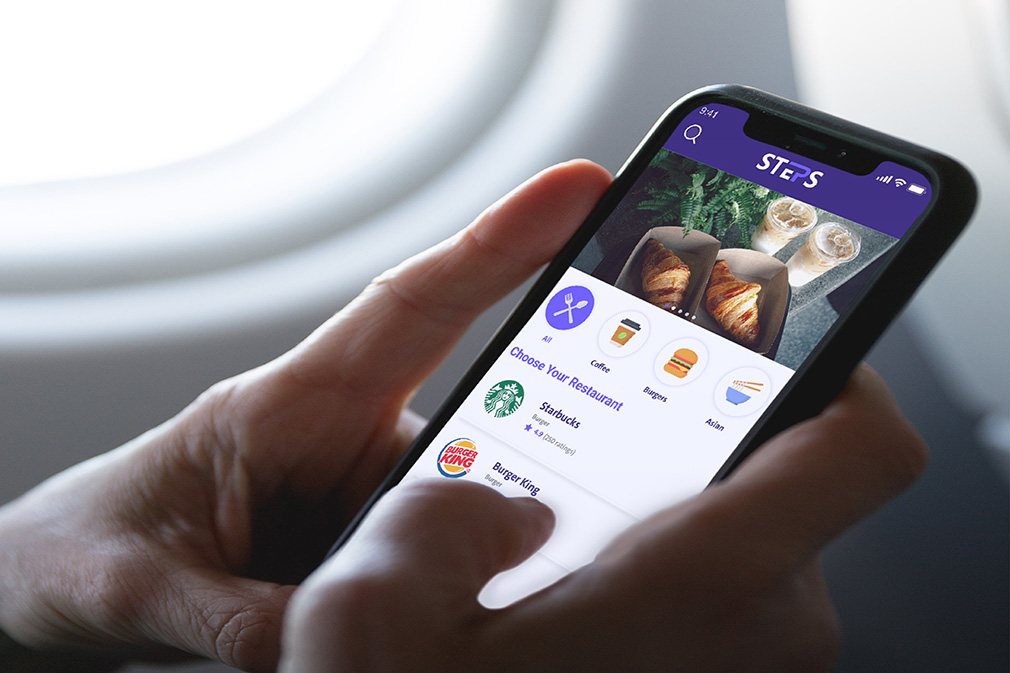 9:41
STEPS
All
Coffee
Burgers
Asian
Choose Your Restaurant
Starbucks
Burger
4.9 (250 ratings)
BURGER
KING
Burger King
Burger